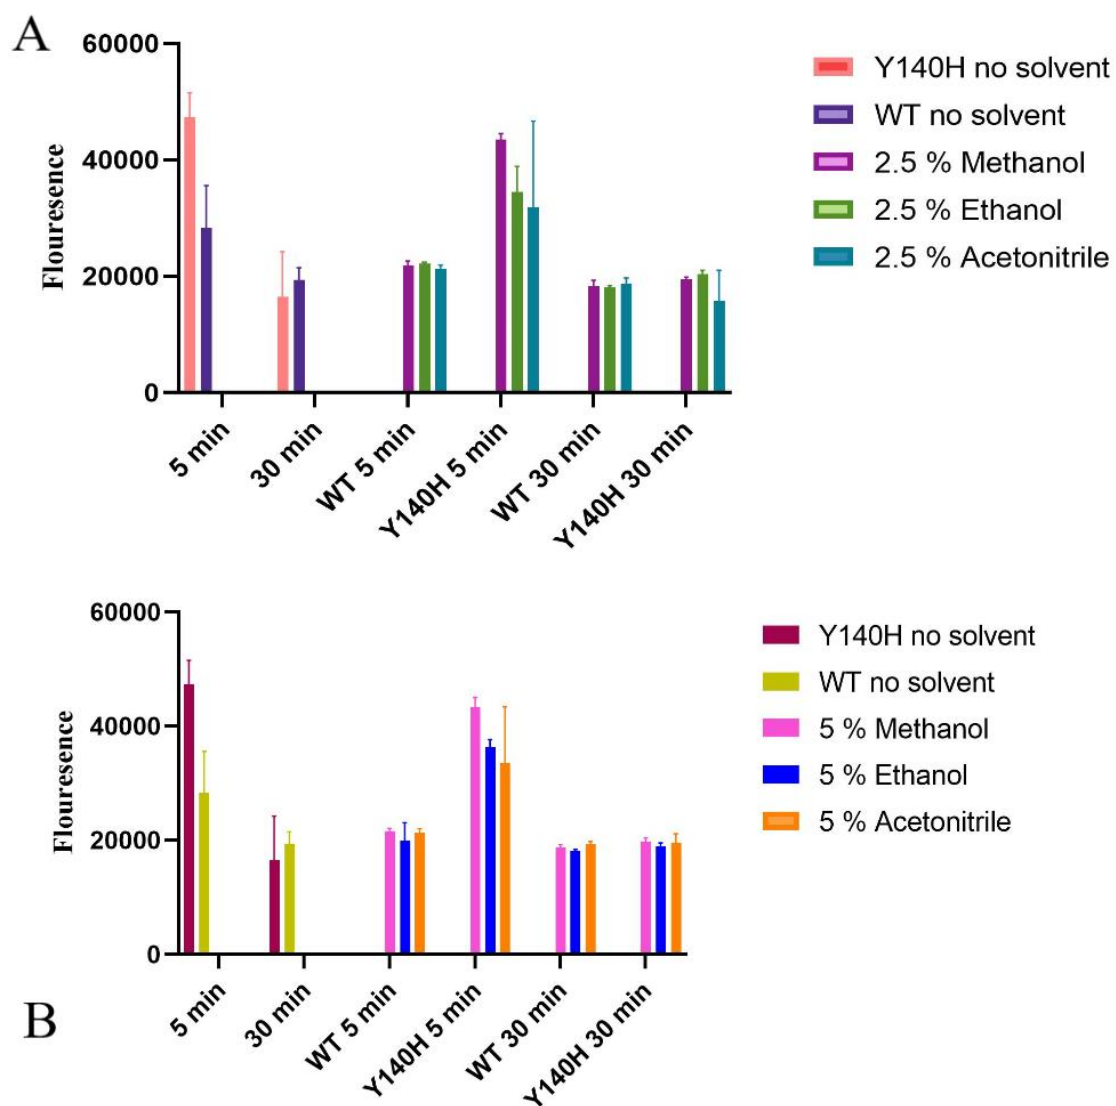 A
60000
40000
20000
0
Flouresence
5 min
30 min
WT 5 min
Y140H 5 min
WT 30 min
Y140H 30 min
Y140H no solvent
WT no solvent
2.5 % Methanol
2.5 % Ethanol
2.5 % Acetonitrile
60000
40000
20000
0
Flouresence
5 min
30 min
WT 5 min
Y140H 5 min
WT 30 min
Y140H 30 min
Y140H no solvent
WT no solvent
5 % Methanol
5 % Ethanol
5 % Acetonitrile
B